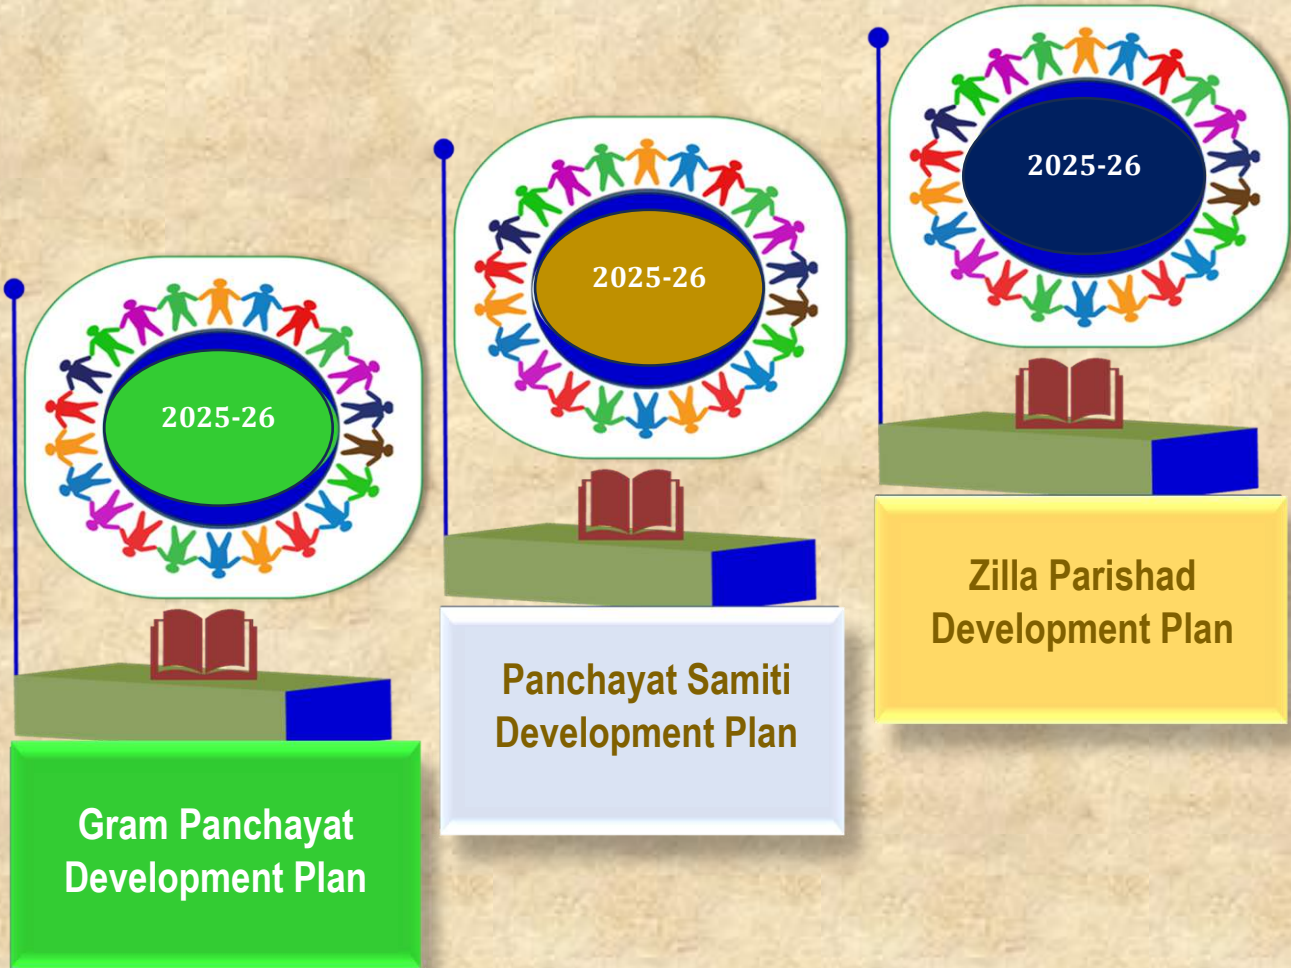 2025-26
Gram Panchayat
Development Plan
2025-26
Panchayat Samiti
Development Plan
2025-26
Zilla Parishad
Development Plan